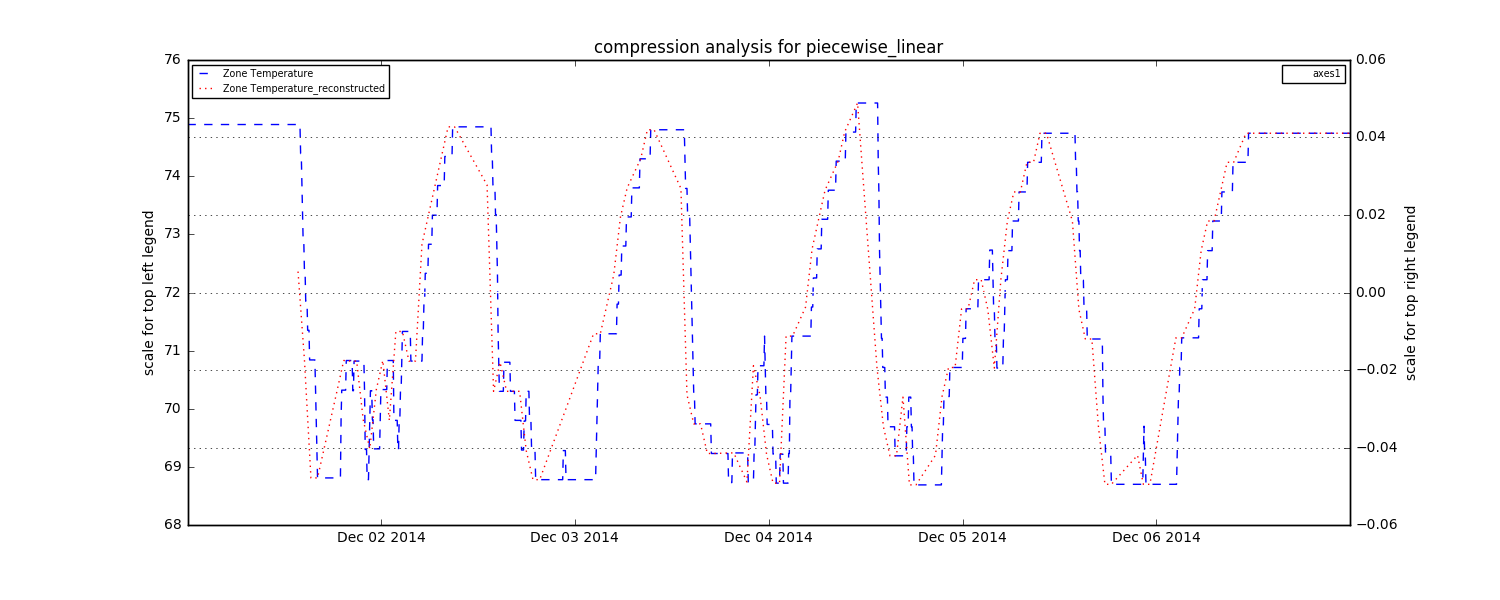 compression analysis for piecewise_linear
Zone Temperature
Zone Temperature_reconstructed
axes1
76
75
74
73
72
71
70
69
68
scale for top left legend
0.06
0.04
0.02
0.00
−0.02
−0.04
−0.06
scale for top right legend
Dec 02 2014
Dec 03 2014
Dec 04 2014
Dec 05 2014
Dec 06 2014